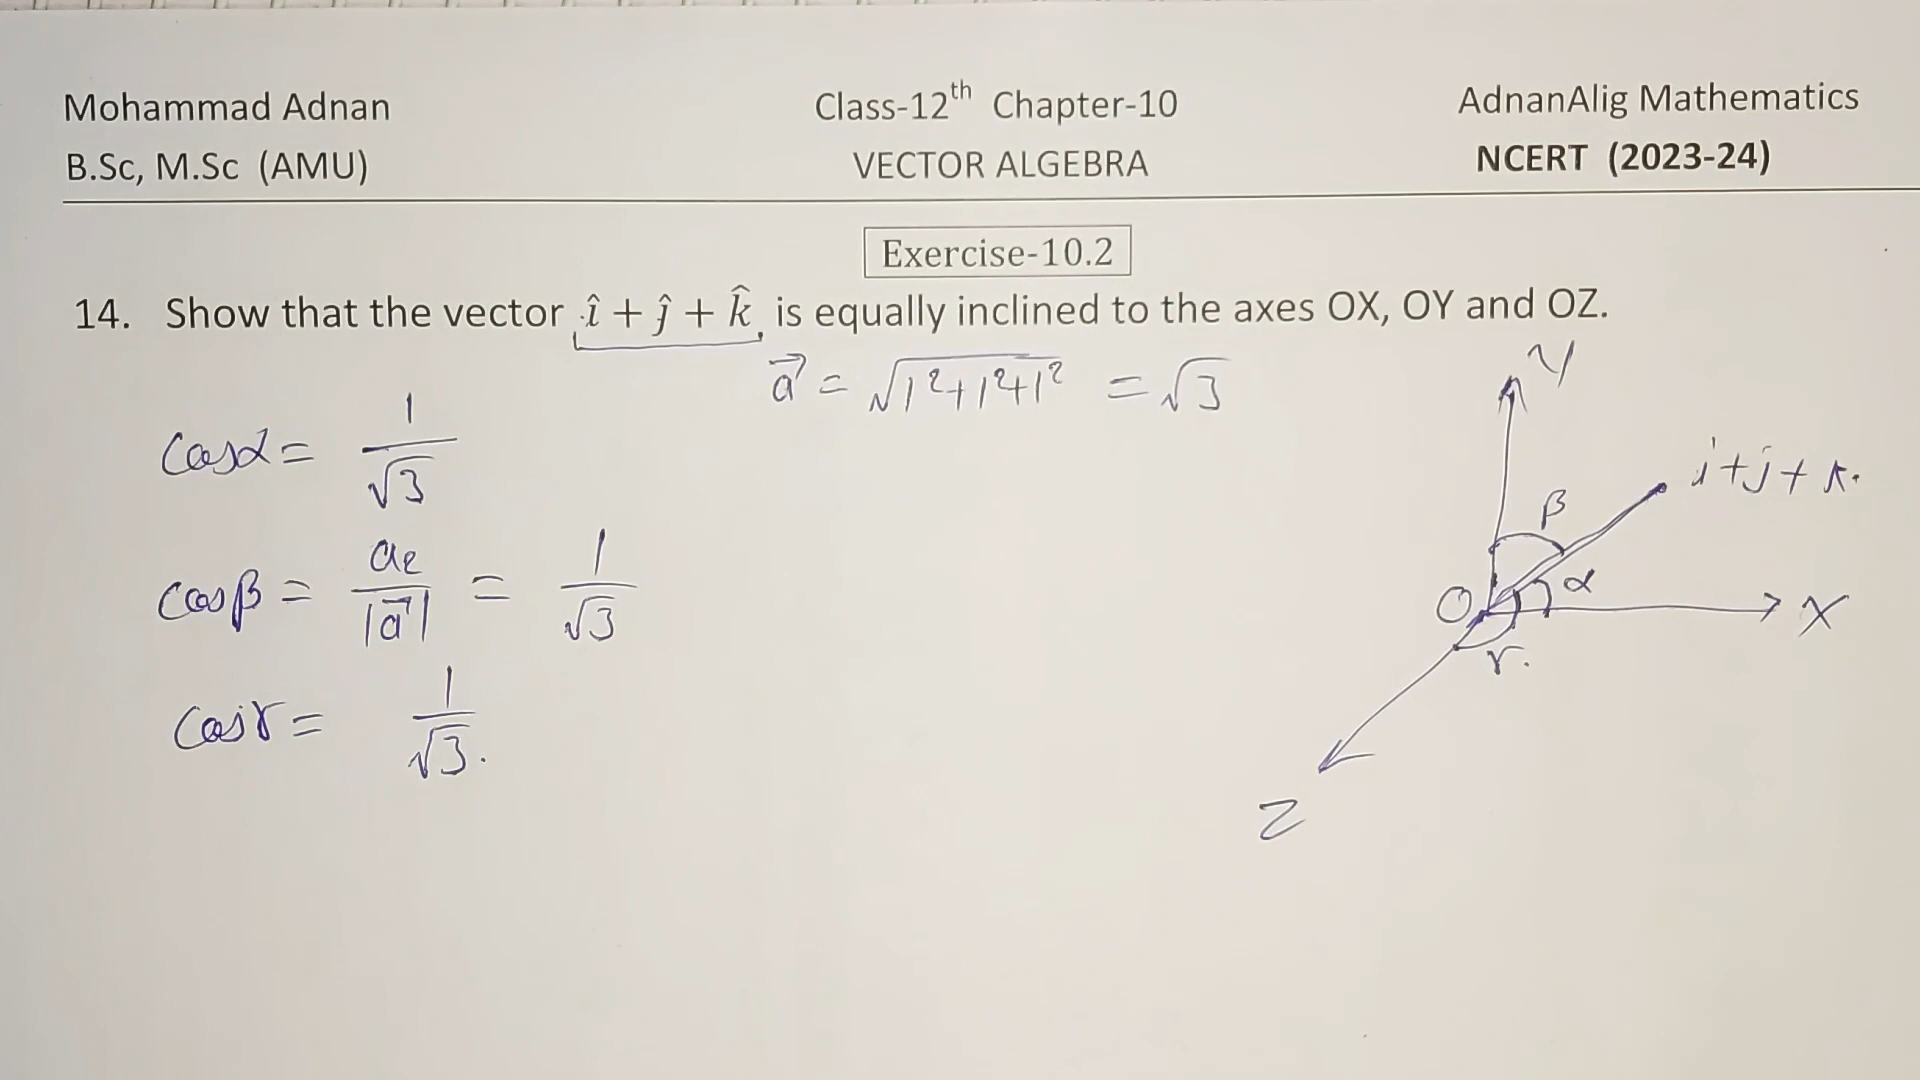 Mohammad Adnan
Class-12th Chapter-10
AdnanAlig Mathematics
B.Sc, M.Sc (AMU)
VECTOR ALGEBRA
NCERT (2023-24)
Exercise-10.2
14. Show that the vector î + ĵ + k̂ is equally inclined to the axes OX, OY and OZ.
a⃗ = √1²+1²+1² = √3
cosα = 1/√3
cosβ = a₂/|a⃗| = 1/√3
cosγ = 1/√3.
Y
i+j+k.
β
α
O
X
γ.
Z